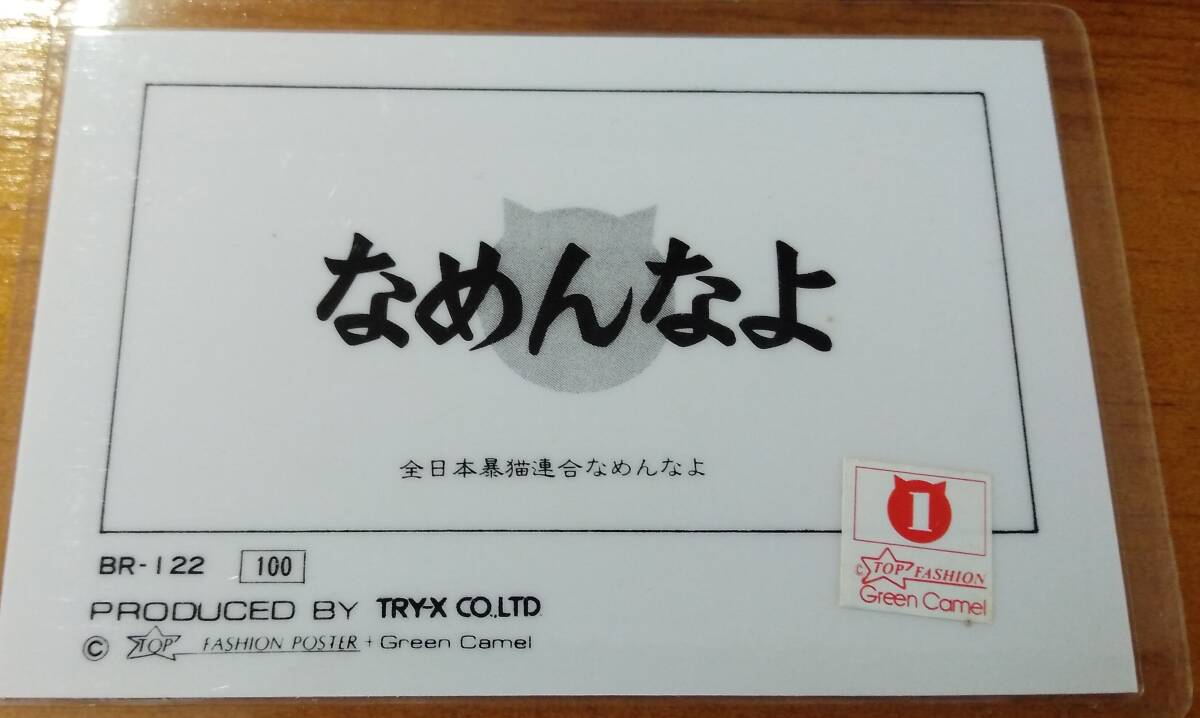 なめんなよ
全日本暴猫連合なめんなよ
BR-122 100
PRODUCED BY TRY-X CO.,LTD
© TOP FASHION POSTER + Green Camel
1
© TOP FASHION
Green Camel